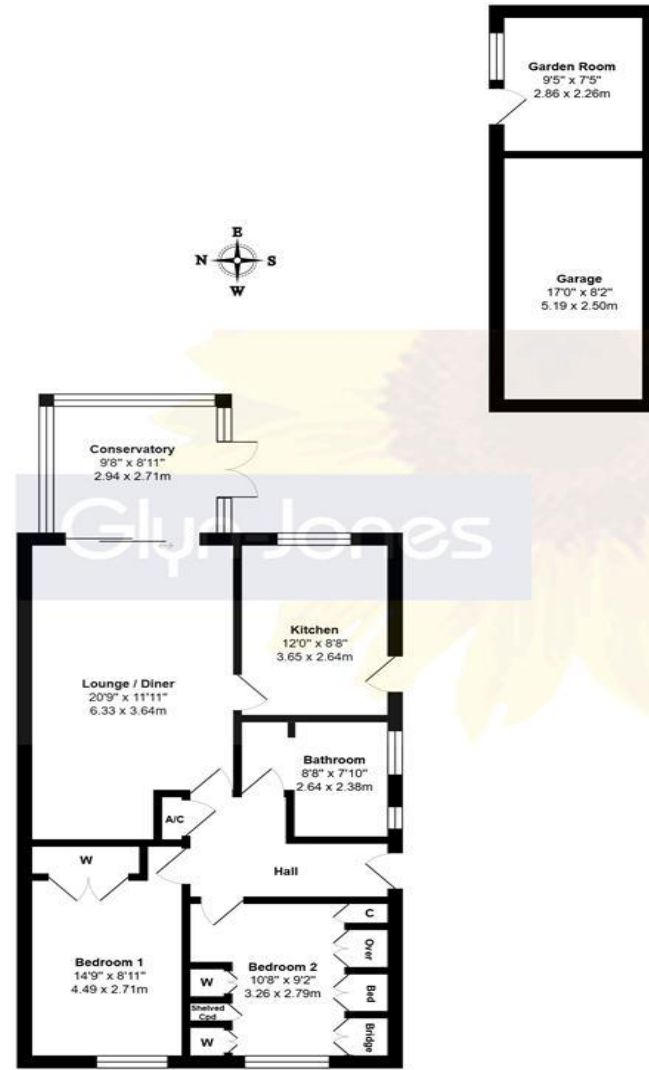 Garden Room
9'5" x 7'5"
2.86 x 2.26m
Garage
17'0" x 8'2"
5.19 x 2.50m
E
N
S
W
Conservatory
9'8" x 8'11"
2.94 x 2.71m
Glyn-Jones
Kitchen
12'0" x 8'8"
3.65 x 2.64m
Lounge / Diner
20'9" x 11'11"
6.33 x 3.64m
Bathroom
8'8" x 7'10"
2.64 x 2.38m
A/C
W
Hall
Bedroom 1
14'9" x 8'11"
4.49 x 2.71m
C
Over
Bed
Bridge
Bedroom 2
10'8" x 9'2"
3.26 x 2.79m
W
Shelved
Cpd
W